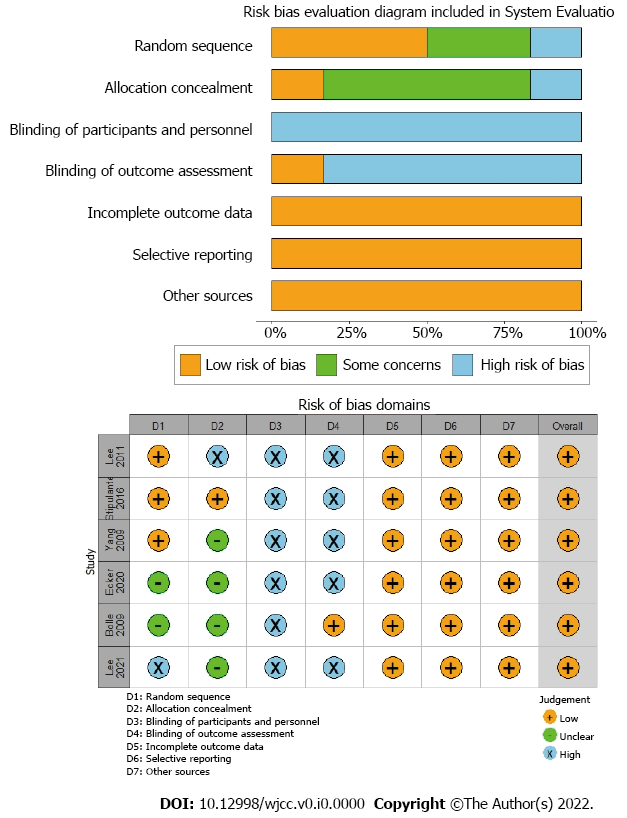 Risk bias evaluation diagram included in System Evaluatio
Random sequence
Allocation concealment
Blinding of participants and personnel
Blinding of outcome assessment
Incomplete outcome data
Selective reporting
Other sources
0% 25% 50% 75% 100%
Low risk of bias Some concerns High risk of bias
Risk of bias domains
D1 D2 D3 D4 D5 D6 D7 Overall
Study
Lee 2011 + X X X + + + +
Stipulante 2016 + + X X + + + +
Yang 2009 + - X X + + + +
Ecker 2020 - - X X + + + +
Bolle 2009 - - X + + + + +
Lee 2021 X - X X + + + +
D1: Random sequence
D2: Allocation concealment
D3: Blinding of participants and personnel
D4: Blinding of outcome assessment
D5: Incomplete outcome data
D6: Selective reporting
D7: Other sources
Judgement
+ Low
- Unclear
X High
DOI: 10.12998/wjcc.v0.i0.0000 Copyright ©The Author(s) 2022.